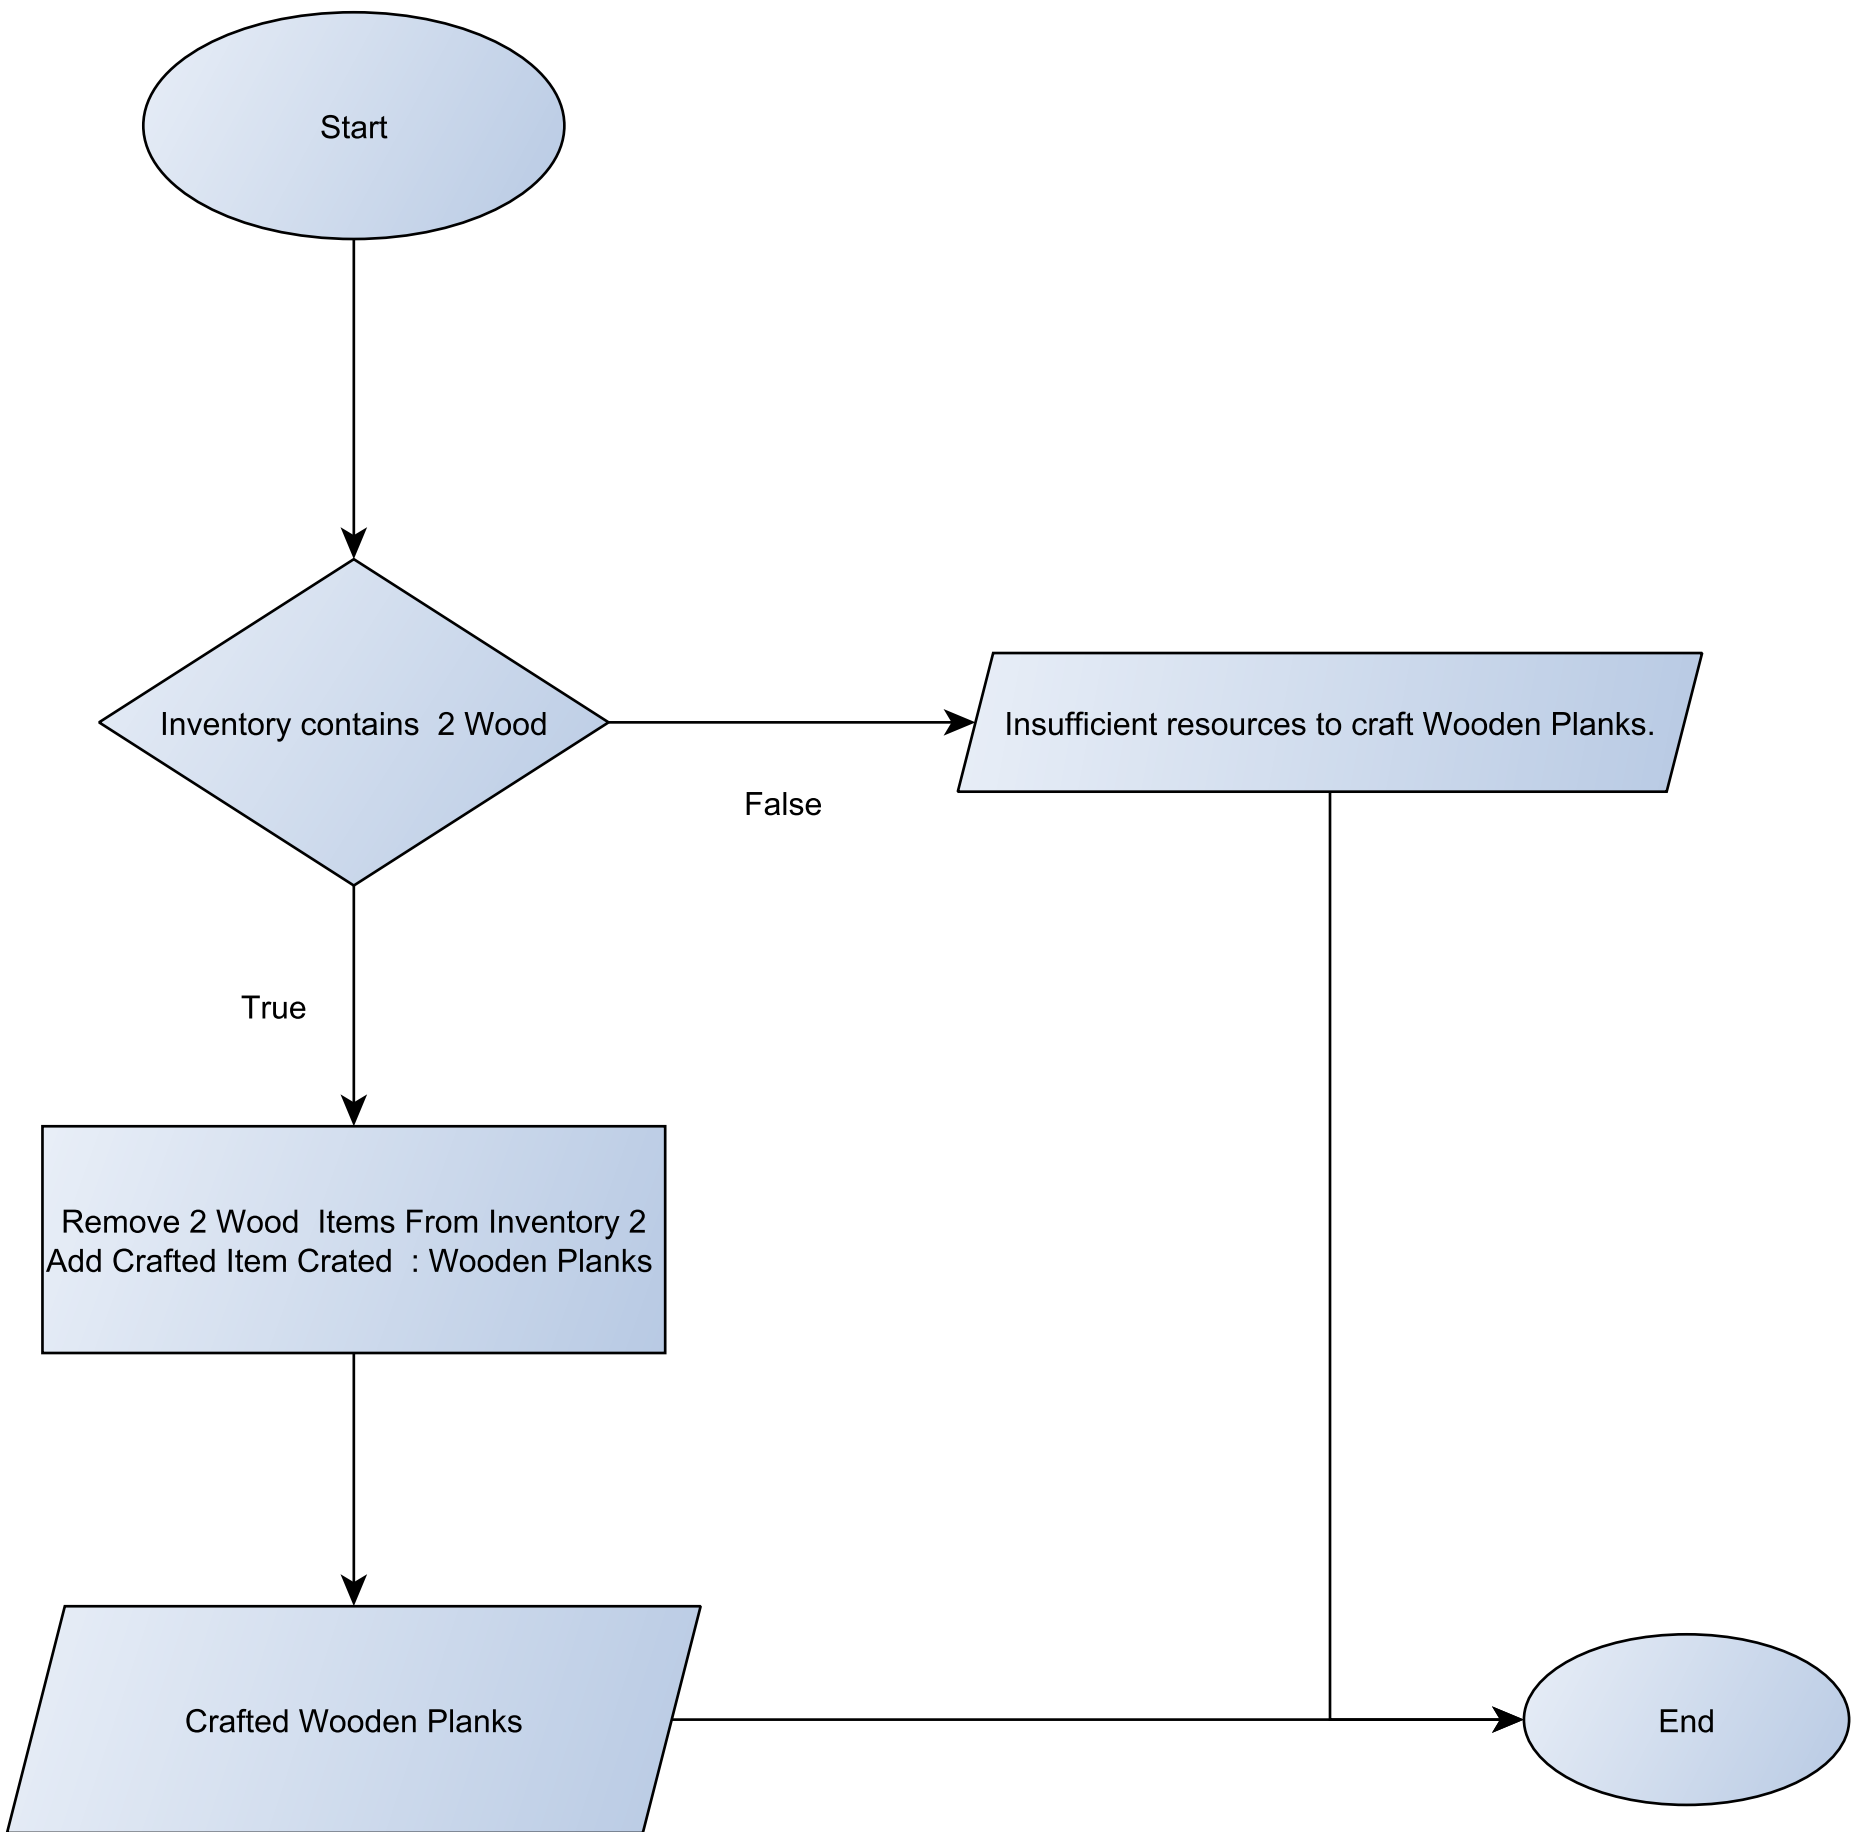 Start
Inventory contains  2 Wood
Insufficient resources to craft Wooden Planks.
False
True
Remove 2 Wood  Items From Inventory 2
Add Crafted Item Crated  : Wooden Planks
Crafted Wooden Planks
End